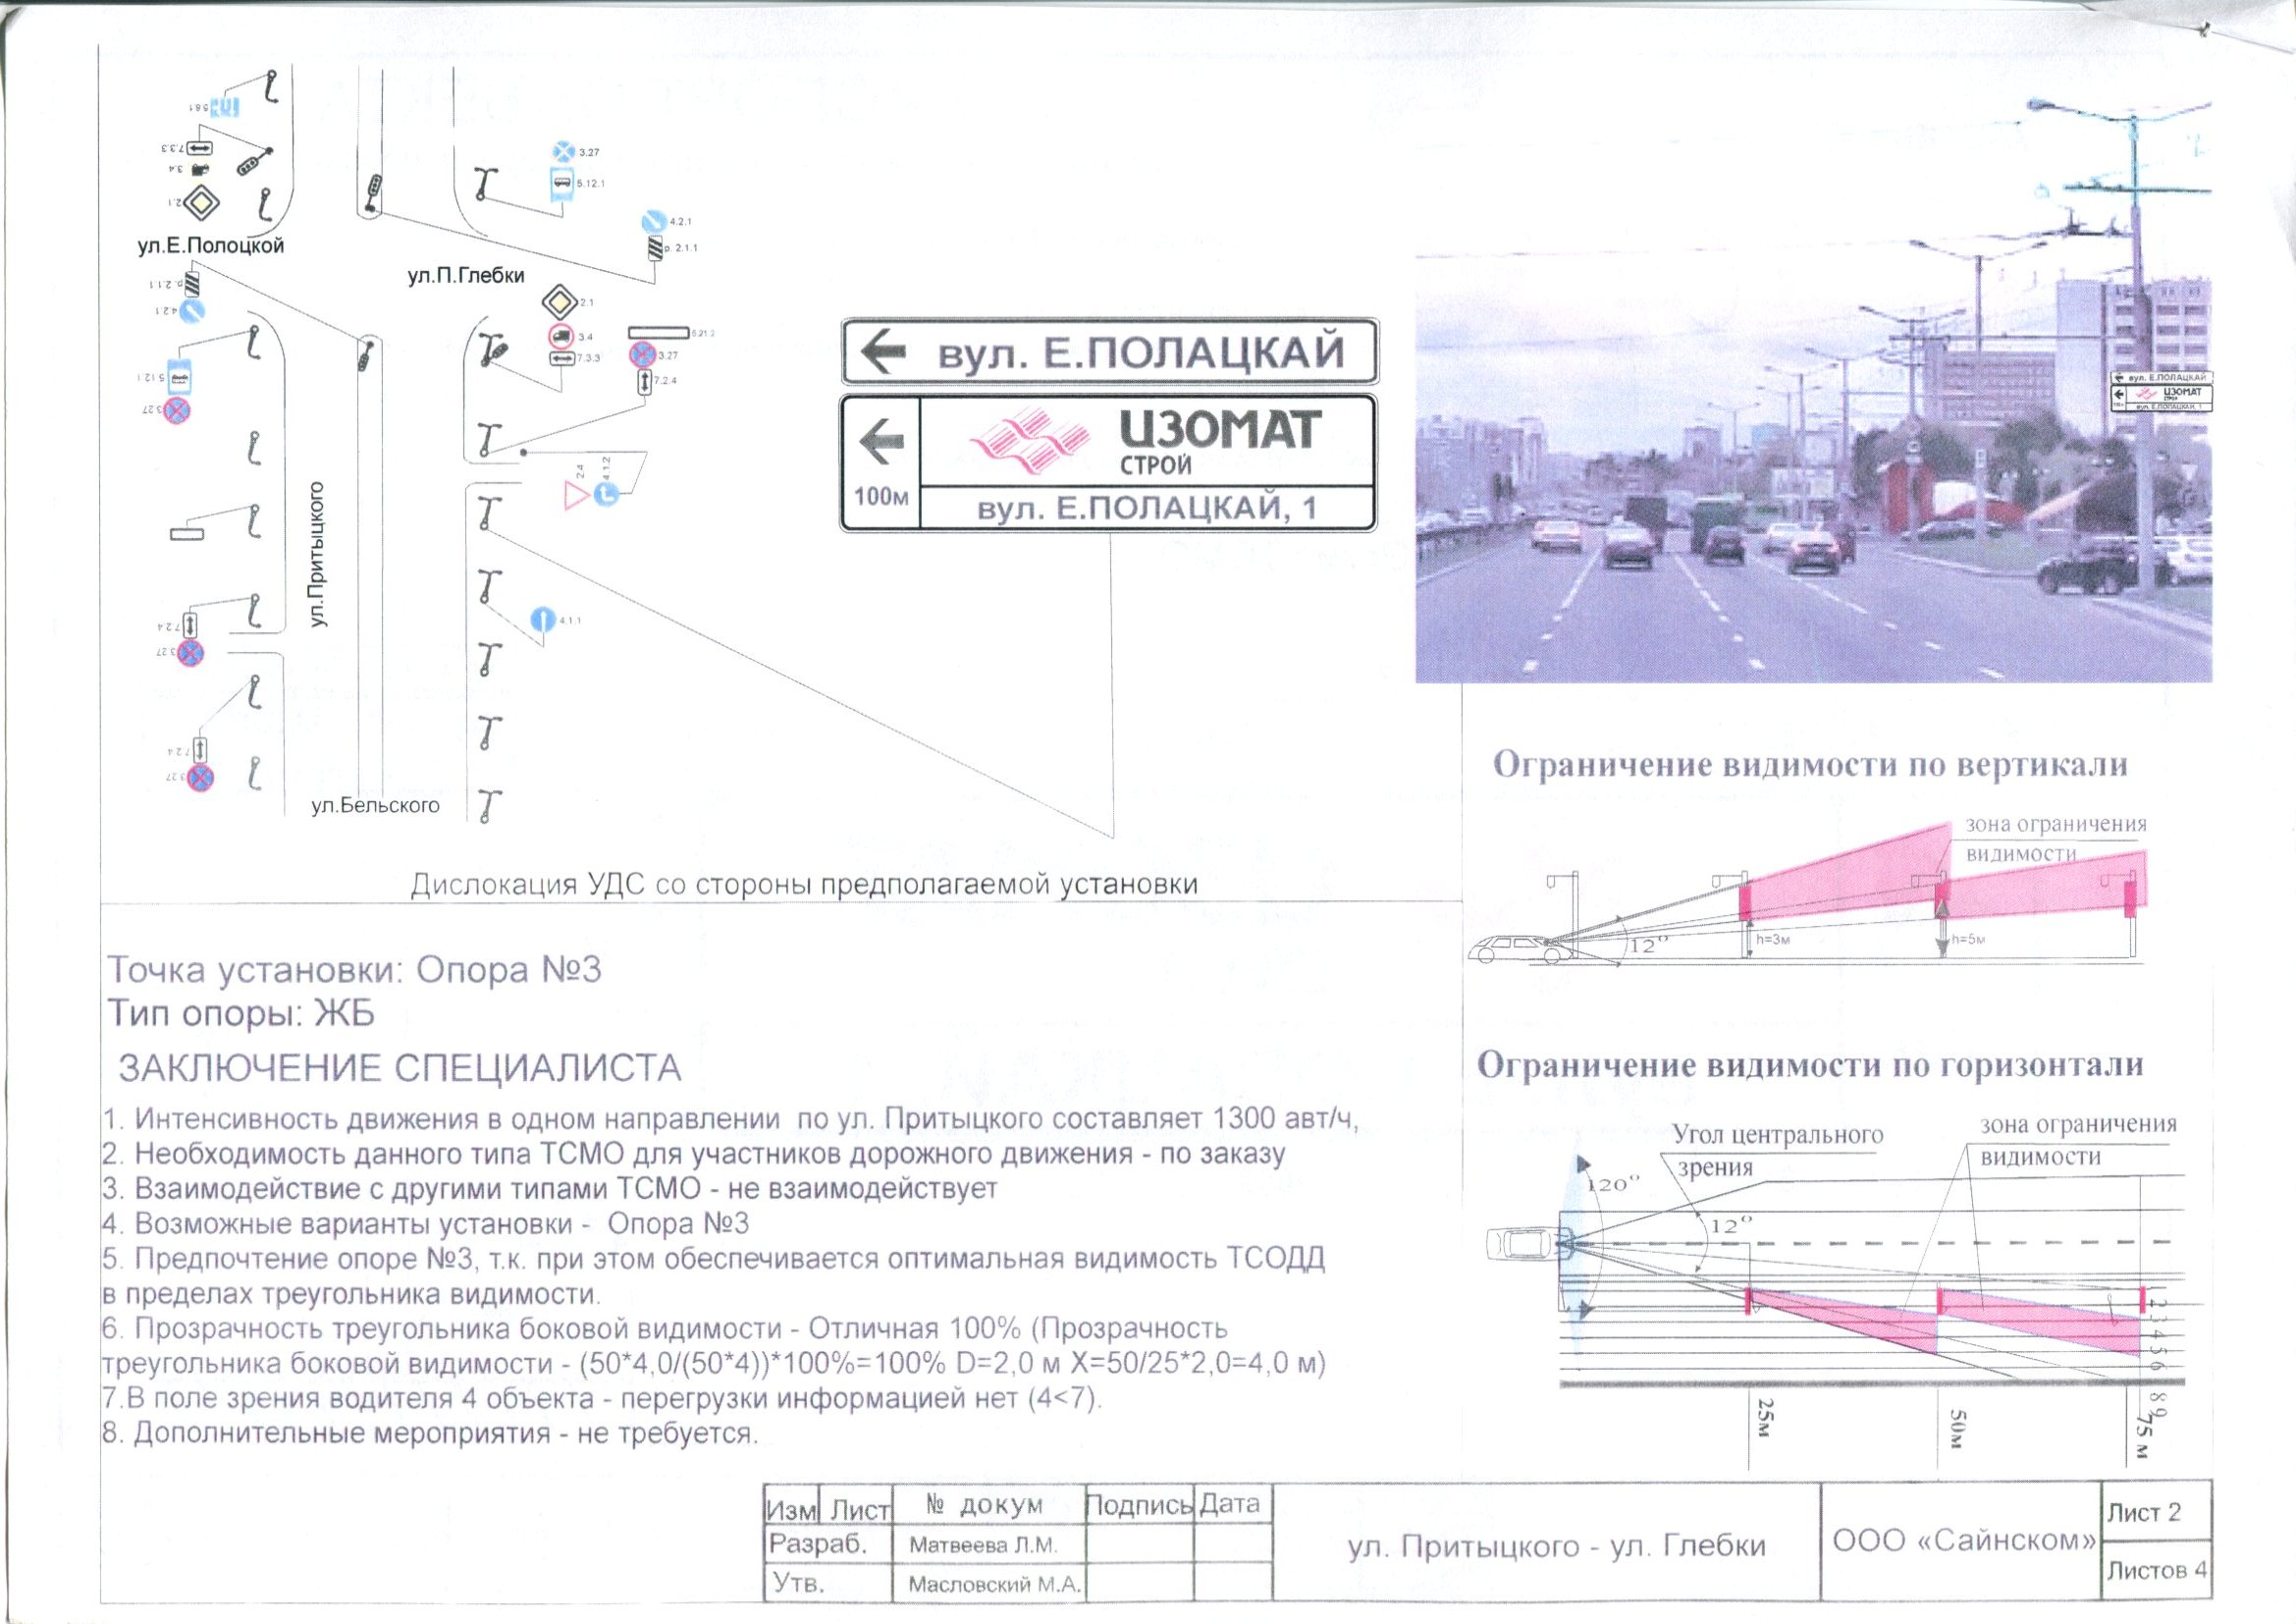 5.8.1
7.3.3
3.4
2.1
ул.Е.Полоцкой
р. 2.1.1
4.2.1
5.12.1
3.27
7.2.4
3.27
7.2.4
3.27
3.27
5.12.1
4.2.1
р. 2.1.1
ул.П.Глебки
2.1
3.4
7.3.3
5.21.2
3.27
7.2.4
2.4
4.1.2
4.1.1
ул.Притыцкого
ул.Бельского
вул. Е.ПОЛАЦКАЙ
100м
ИЗОМАТ
СТРОЙ
вул. Е.ПОЛАЦКАЙ, 1
вул. Е.ПОЛАЦКАЙ
ИЗОМАТ
СТРОЙ
100м
вул. Е.ПОЛАЦКАЙ, 1
Дислокация УДС со стороны предполагаемой установки
Ограничение видимости по вертикали
зона ограничения
видимости
12°
h=3м
h=5м
Ограничение видимости по горизонтали
Угол центрального
зрения
зона ограничения
видимости
120°
12°
1 2 3 4 5 6
8 9
25м
50м
75 м
Точка установки: Опора №3
Тип опоры: ЖБ
ЗАКЛЮЧЕНИЕ СПЕЦИАЛИСТА
1. Интенсивность движения в одном направлении по ул. Притыцкого составляет 1300 авт/ч,
2. Необходимость данного типа ТСМО для участников дорожного движения - по заказу
3. Взаимодействие с другими типами ТСМО - не взаимодействует
4. Возможные варианты установки - Опора №3
5. Предпочтение опоре №3, т.к. при этом обеспечивается оптимальная видимость ТСОДД
в пределах треугольника видимости.
6. Прозрачность треугольника боковой видимости - Отличная 100% (Прозрачность
треугольника боковой видимости - (50*4,0/(50*4))*100%=100% D=2,0 м X=50/25*2,0=4,0 м)
7.В поле зрения водителя 4 объекта - перегрузки информацией нет (4<7).
8. Дополнительные мероприятия - не требуется.
Изм Лист № докум Подпись Дата
Разраб. Матвеева Л.М.
Утв. Масловский М.А.
ул. Притыцкого - ул. Глебки
ООО «Сайнском»
Лист 2
Листов 4